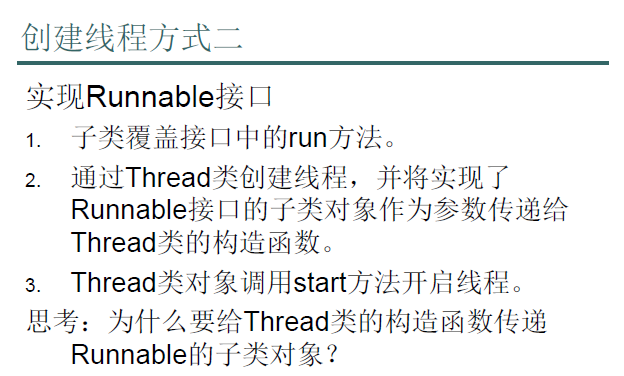 创建线程方式二
实现Runnable接口
1. 子类覆盖接口中的run方法。
2. 通过Thread类创建线程，并将实现了
Runnable接口的子类对象作为参数传递给
Thread类的构造函数。
3. Thread类对象调用start方法开启线程。
思考：为什么要给Thread类的构造函数传递
Runnable的子类对象？